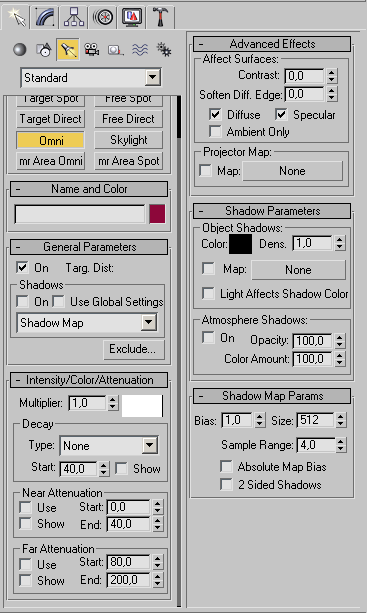 Standard
Target Spot Free Spot
Target Direct Free Direct
Omni Skylight
mr Area Omni mr Area Spot
- Name and Color
- General Parameters
On Targ. Dist:
Shadows
On Use Global Settings
Shadow Map
Exclude...
- Intensity/Color/Attenuation
Multiplier: 1,0
Decay
Type: None
Start: 40,0 Show
Near Attenuation
Use Start: 0,0
Show End: 40,0
Far Attenuation
Use Start: 80,0
Show End: 200,0
- Advanced Effects
Affect Surfaces:
Contrast: 0,0
Soften Diff. Edge: 0,0
Diffuse Specular
Ambient Only
Projector Map:
Map: None
- Shadow Parameters
Object Shadows:
Color: Dens. 1,0
Map: None
Light Affects Shadow Color
Atmosphere Shadows:
On Opacity: 100,0
Color Amount: 100,0
- Shadow Map Params
Bias: 1,0 Size: 512
Sample Range: 4,0
Absolute Map Bias
2 Sided Shadows